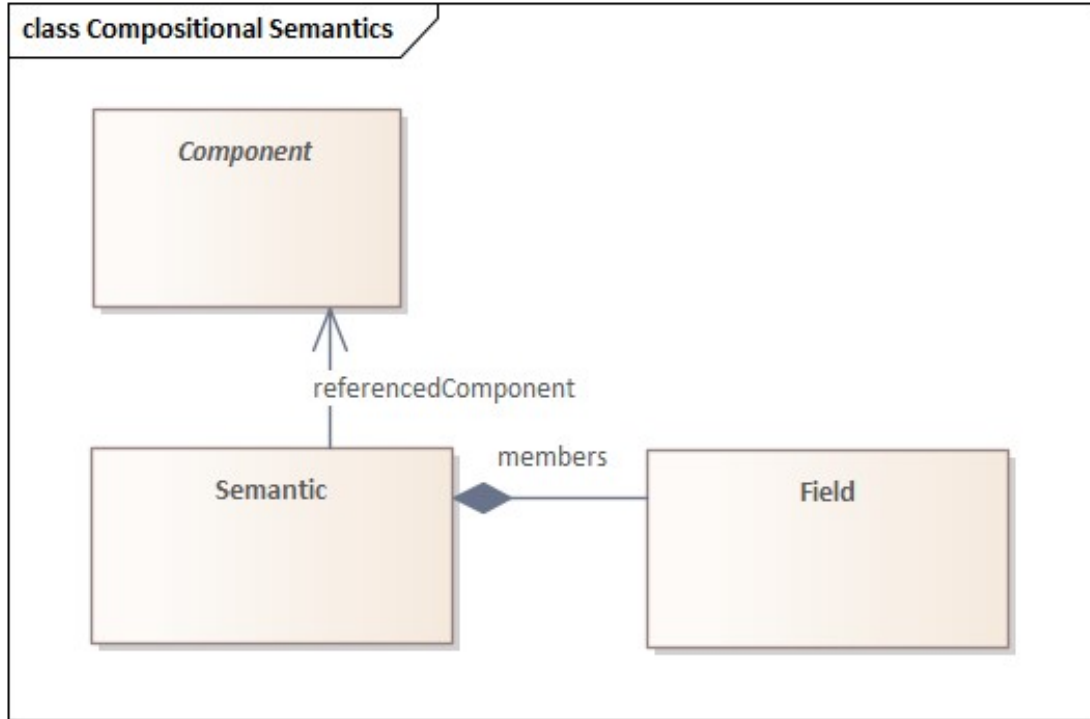 class Compositional Semantics
Component
referencedComponent
members
Semantic
Field